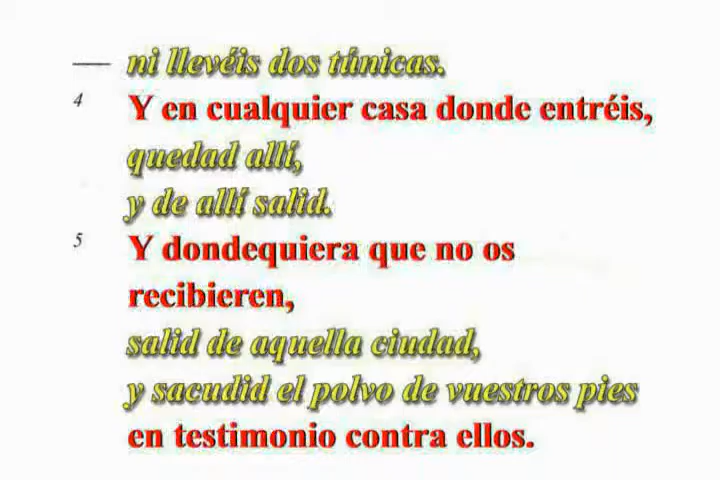 — ni llevéis dos túnicas.
4 Y en cualquier casa donde entréis,
quedad allí,
y de allí salid.
5 Y dondequiera que no os
recibieren,
salid de aquella ciudad,
y sacudid el polvo de vuestros pies
en testimonio contra ellos.